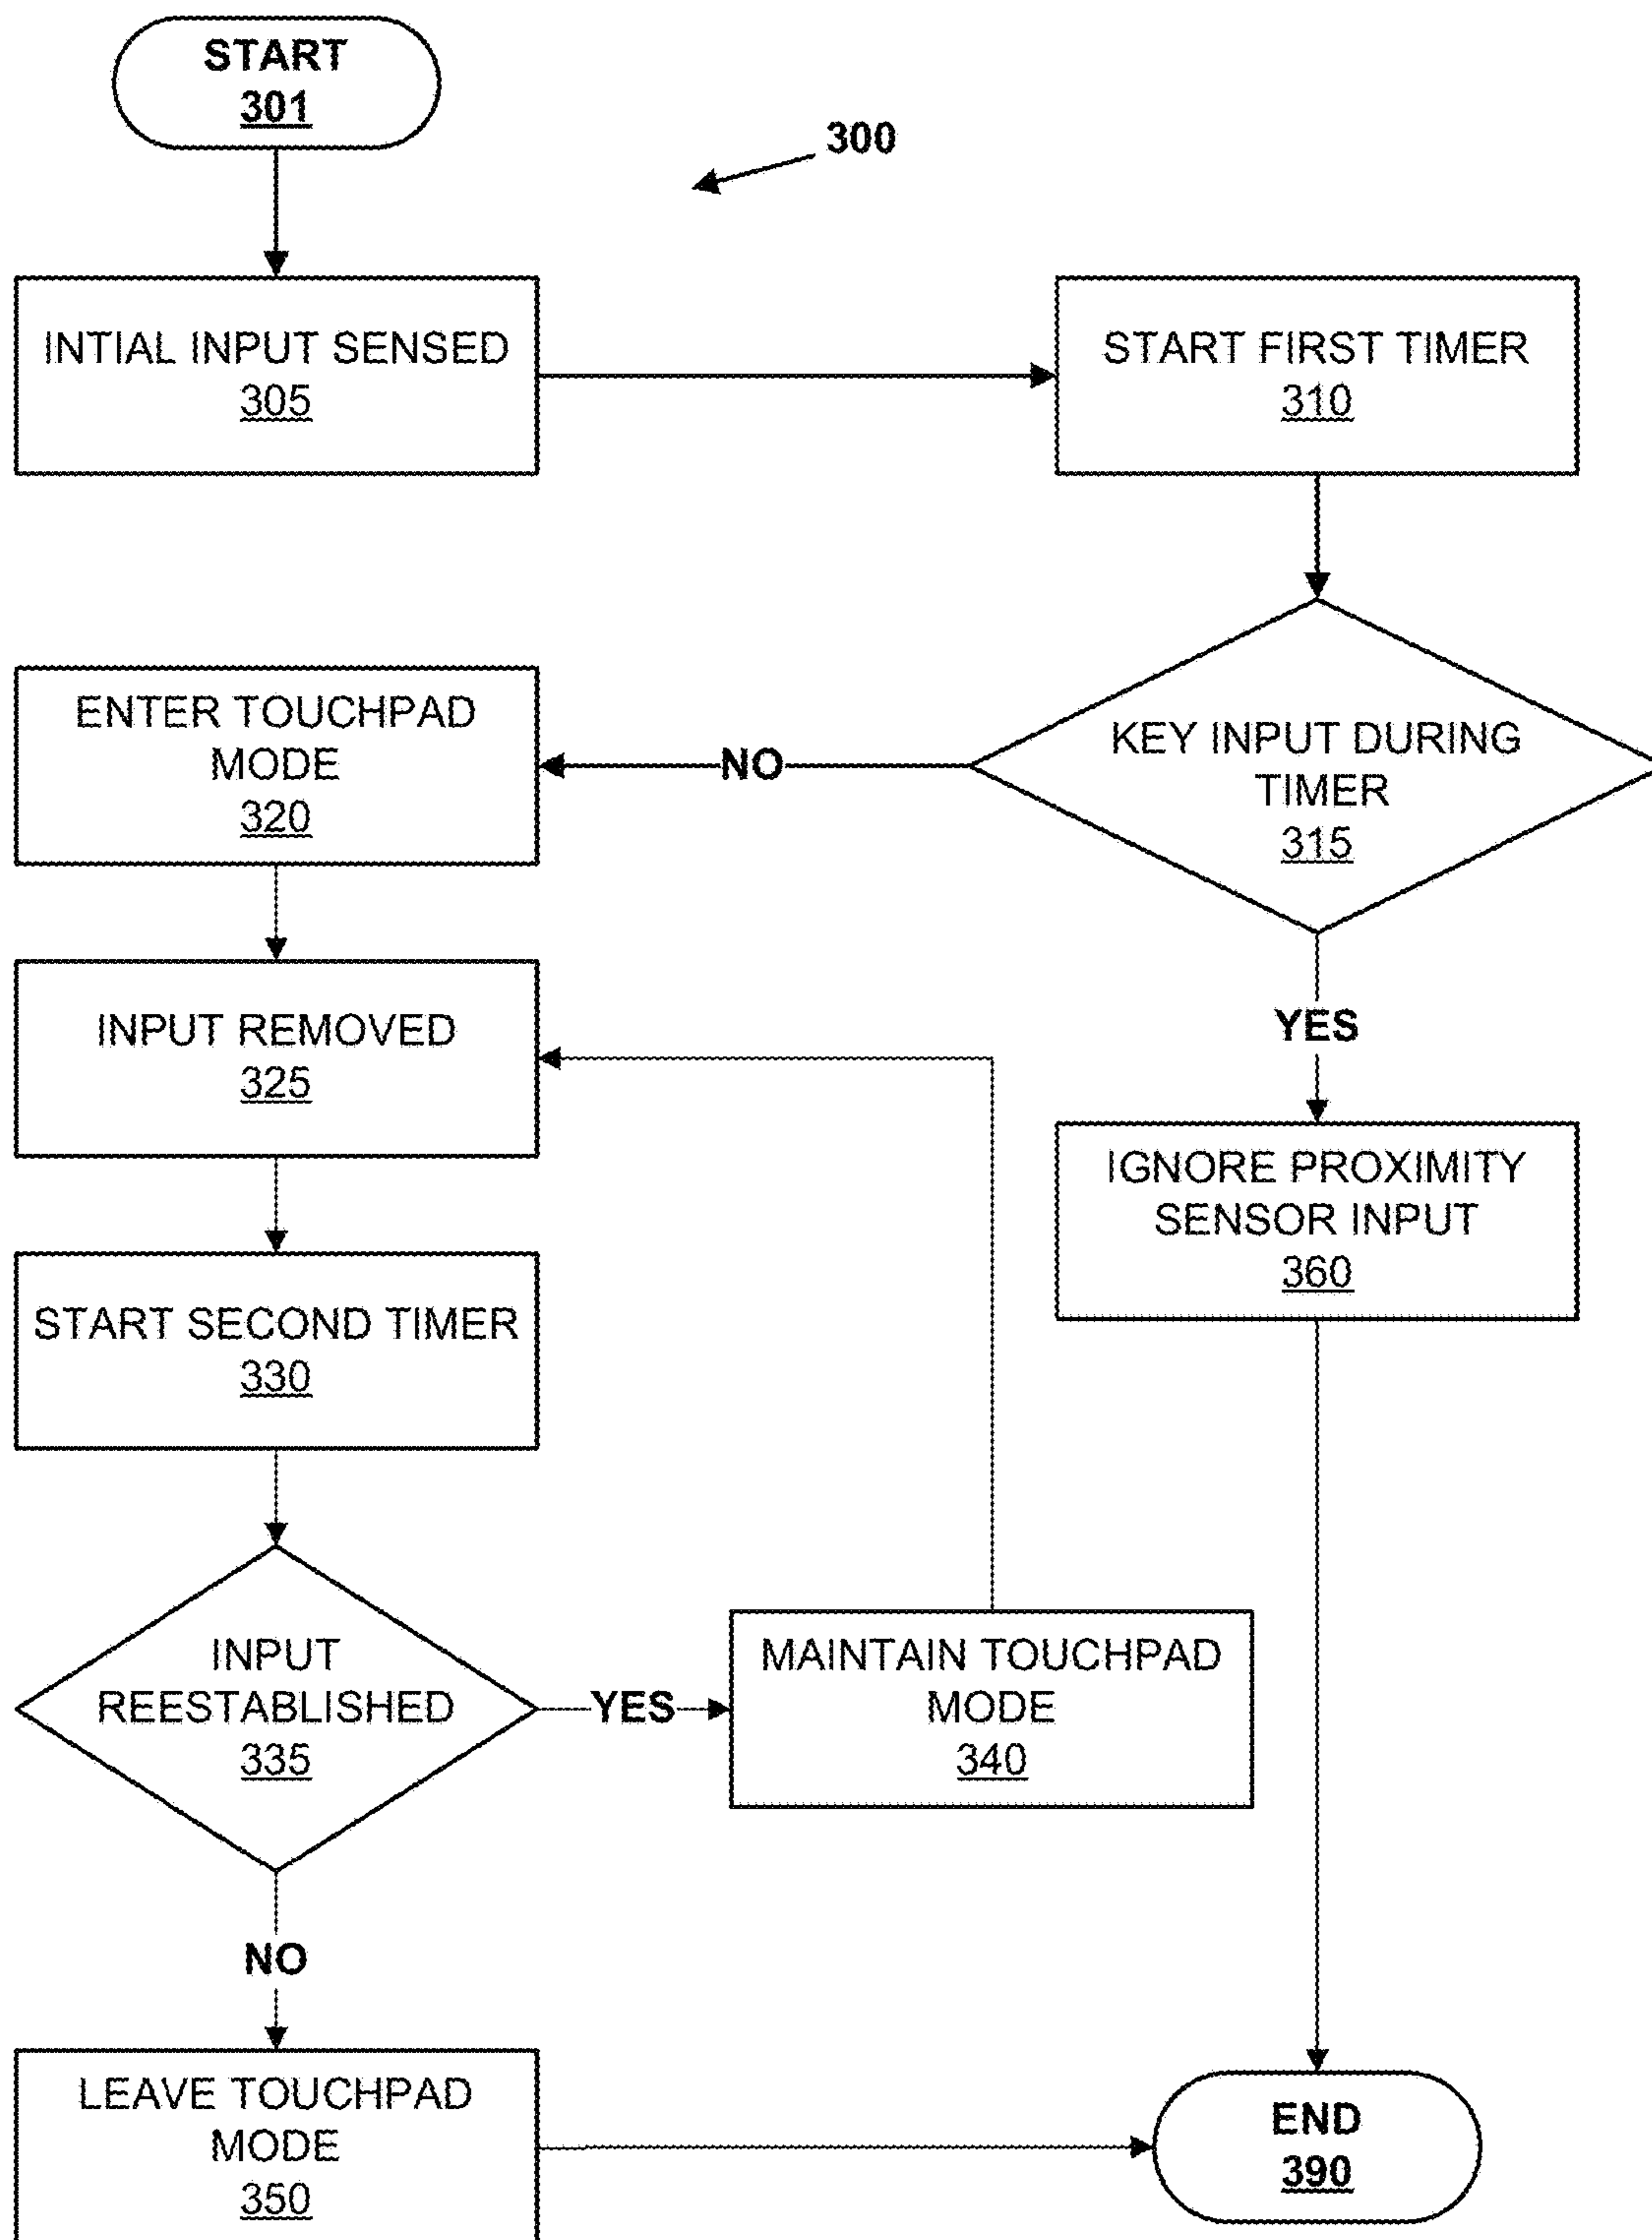 START
301
300
INTIAL INPUT SENSED
305
START FIRST TIMER
310
KEY INPUT DURING
TIMER
315
NO
ENTER TOUCHPAD
MODE
320
INPUT REMOVED
325
YES
IGNORE PROXIMITY
SENSOR INPUT
360
START SECOND TIMER
330
INPUT
REESTABLISHED
335
YES
MAINTAIN TOUCHPAD
MODE
340
NO
LEAVE TOUCHPAD
MODE
350
END
390